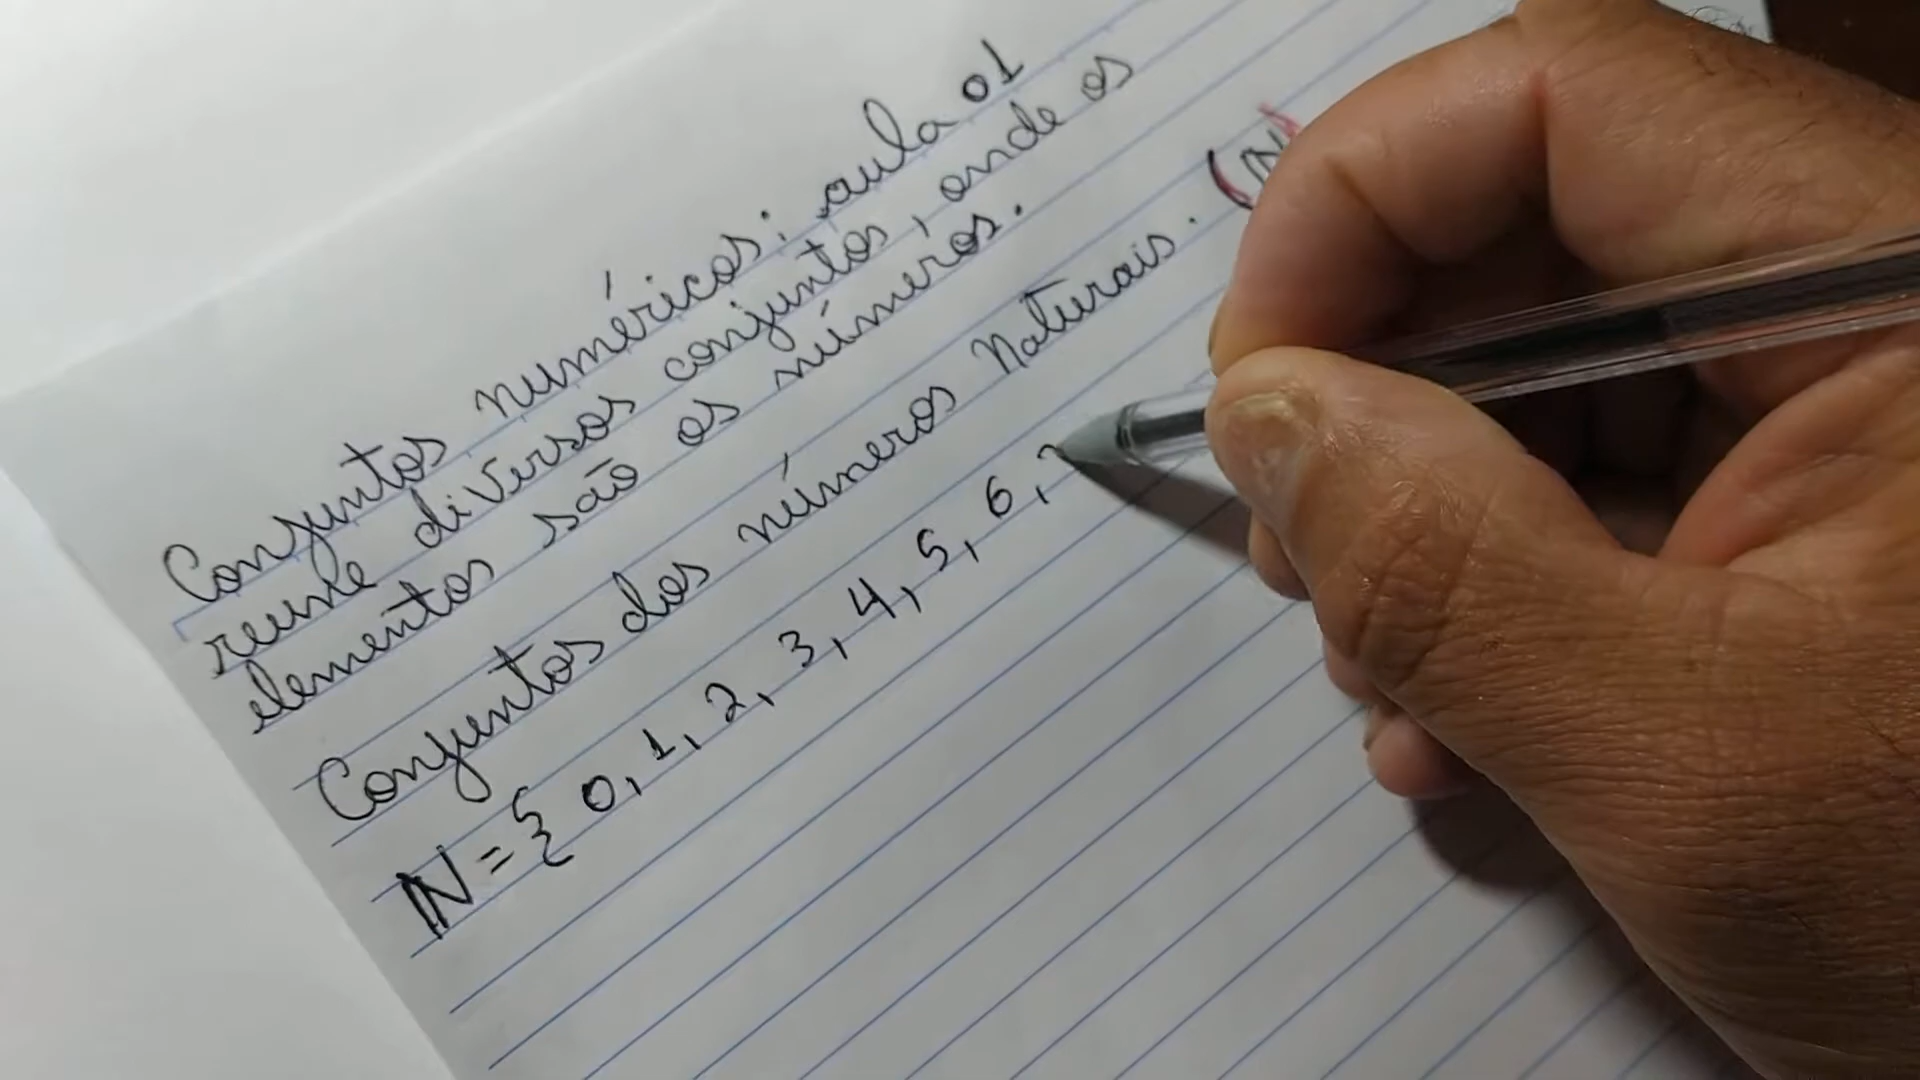 Conjuntos numéricos: aula 01
reune diversos conjuntos, onde os
elementos são os números.
Conjuntos dos números Naturais. (N
N = { 0, 1, 2, 3, 4, 5, 6,